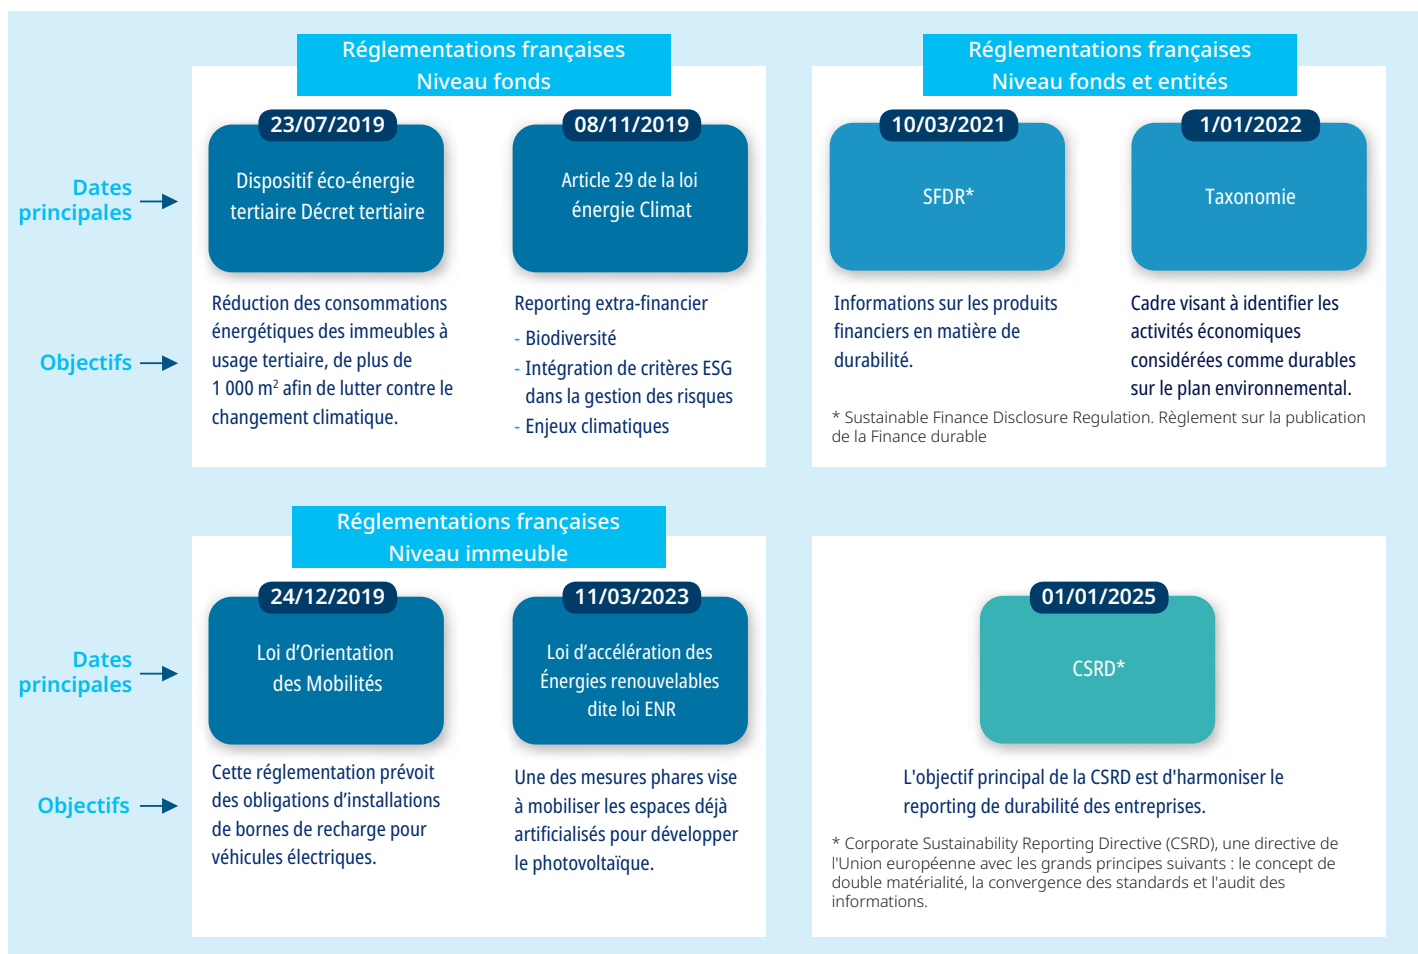 Réglementations françaises
Niveau fonds
23/07/2019
Dispositif éco-énergie
tertiaire Décret tertiaire
08/11/2019
Article 29 de la loi
énergie Climat
Dates
principales
Objectifs
Réduction des consommations
énergétiques des immeubles à
usage tertiaire, de plus de
1 000 m² afin de lutter contre le
changement climatique.
Reporting extra-financier
- Biodiversité
- Intégration de critères ESG
dans la gestion des risques
- Enjeux climatiques
Réglementations françaises
Niveau fonds et entités
10/03/2021
SFDR*
1/01/2022
Taxonomie
Informations sur les produits
financiers en matière de
durabilité.
Cadre visant à identifier les
activités économiques
considérées comme durables
sur le plan environnemental.
* Sustainable Finance Disclosure Regulation. Règlement sur la publication
de la Finance durable
Réglementations françaises
Niveau immeuble
24/12/2019
Loi d’Orientation
des Mobilités
11/03/2023
Loi d’accélération des
Énergies renouvelables
dite loi ENR
Dates
principales
Objectifs
Cette réglementation prévoit
des obligations d’installations
de bornes de recharge pour
véhicules électriques.
Une des mesures phares vise
à mobiliser les espaces déjà
artificialisés pour développer
le photovoltaïque.
01/01/2025
CSRD*
L'objectif principal de la CSRD est d'harmoniser le
reporting de durabilité des entreprises.
* Corporate Sustainability Reporting Directive (CSRD), une directive de
l'Union européenne avec les grands principes suivants : le concept de
double matérialité, la convergence des standards et l'audit des
informations.